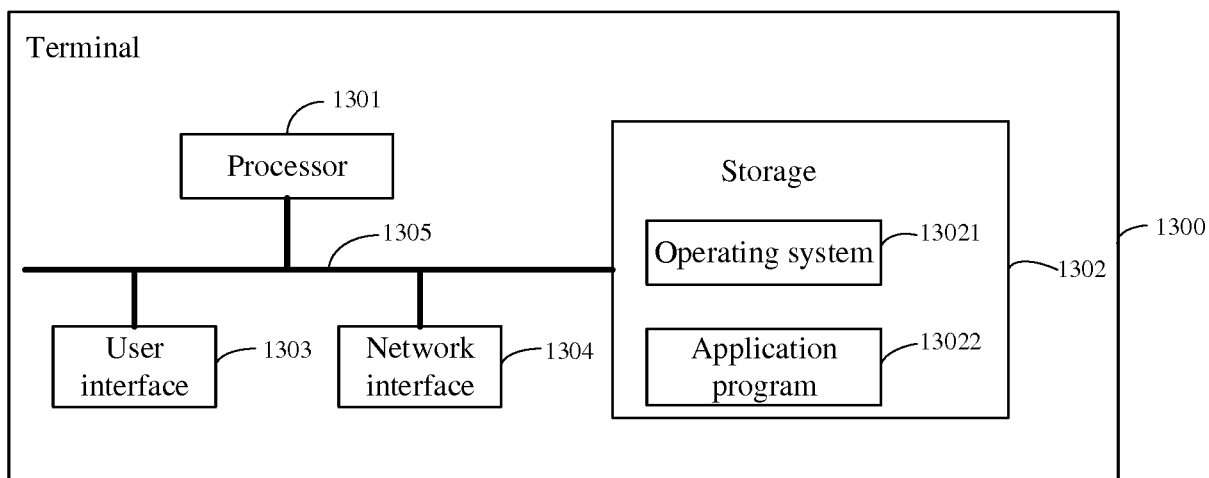 Terminal
1301
Processor
Storage
1305
Operating system
13021
1300
1302
User
interface
1303
Network
interface
1304
Application
program
13022